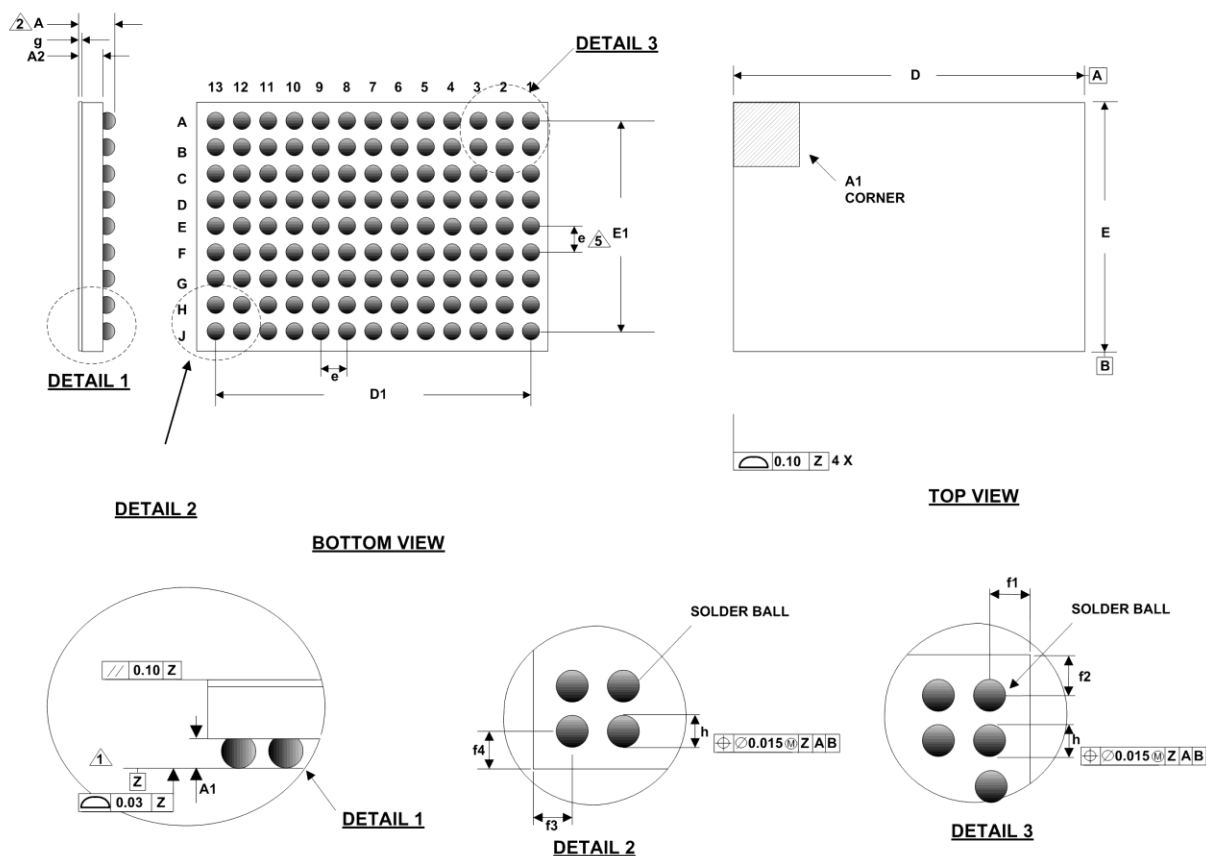 2 A
g
A2
DETAIL 3
13 12 11 10 9 8 7 6 5 4 3 2 1
A
B
C
D
E
F
G
H
J
e 5
E1
e
D1
DETAIL 1
DETAIL 2
BOTTOM VIEW
D
A
A1
CORNER
E
B
0.10 Z 4 X
TOP VIEW
// 0.10 Z
1
Z
0.03 Z
A1
DETAIL 1
SOLDER BALL
h
⌖ ∅0.015 Ⓜ Z A B
f4
f3
DETAIL 2
f1
SOLDER BALL
f2
h
⌖ ∅0.015 Ⓜ Z A B
DETAIL 3